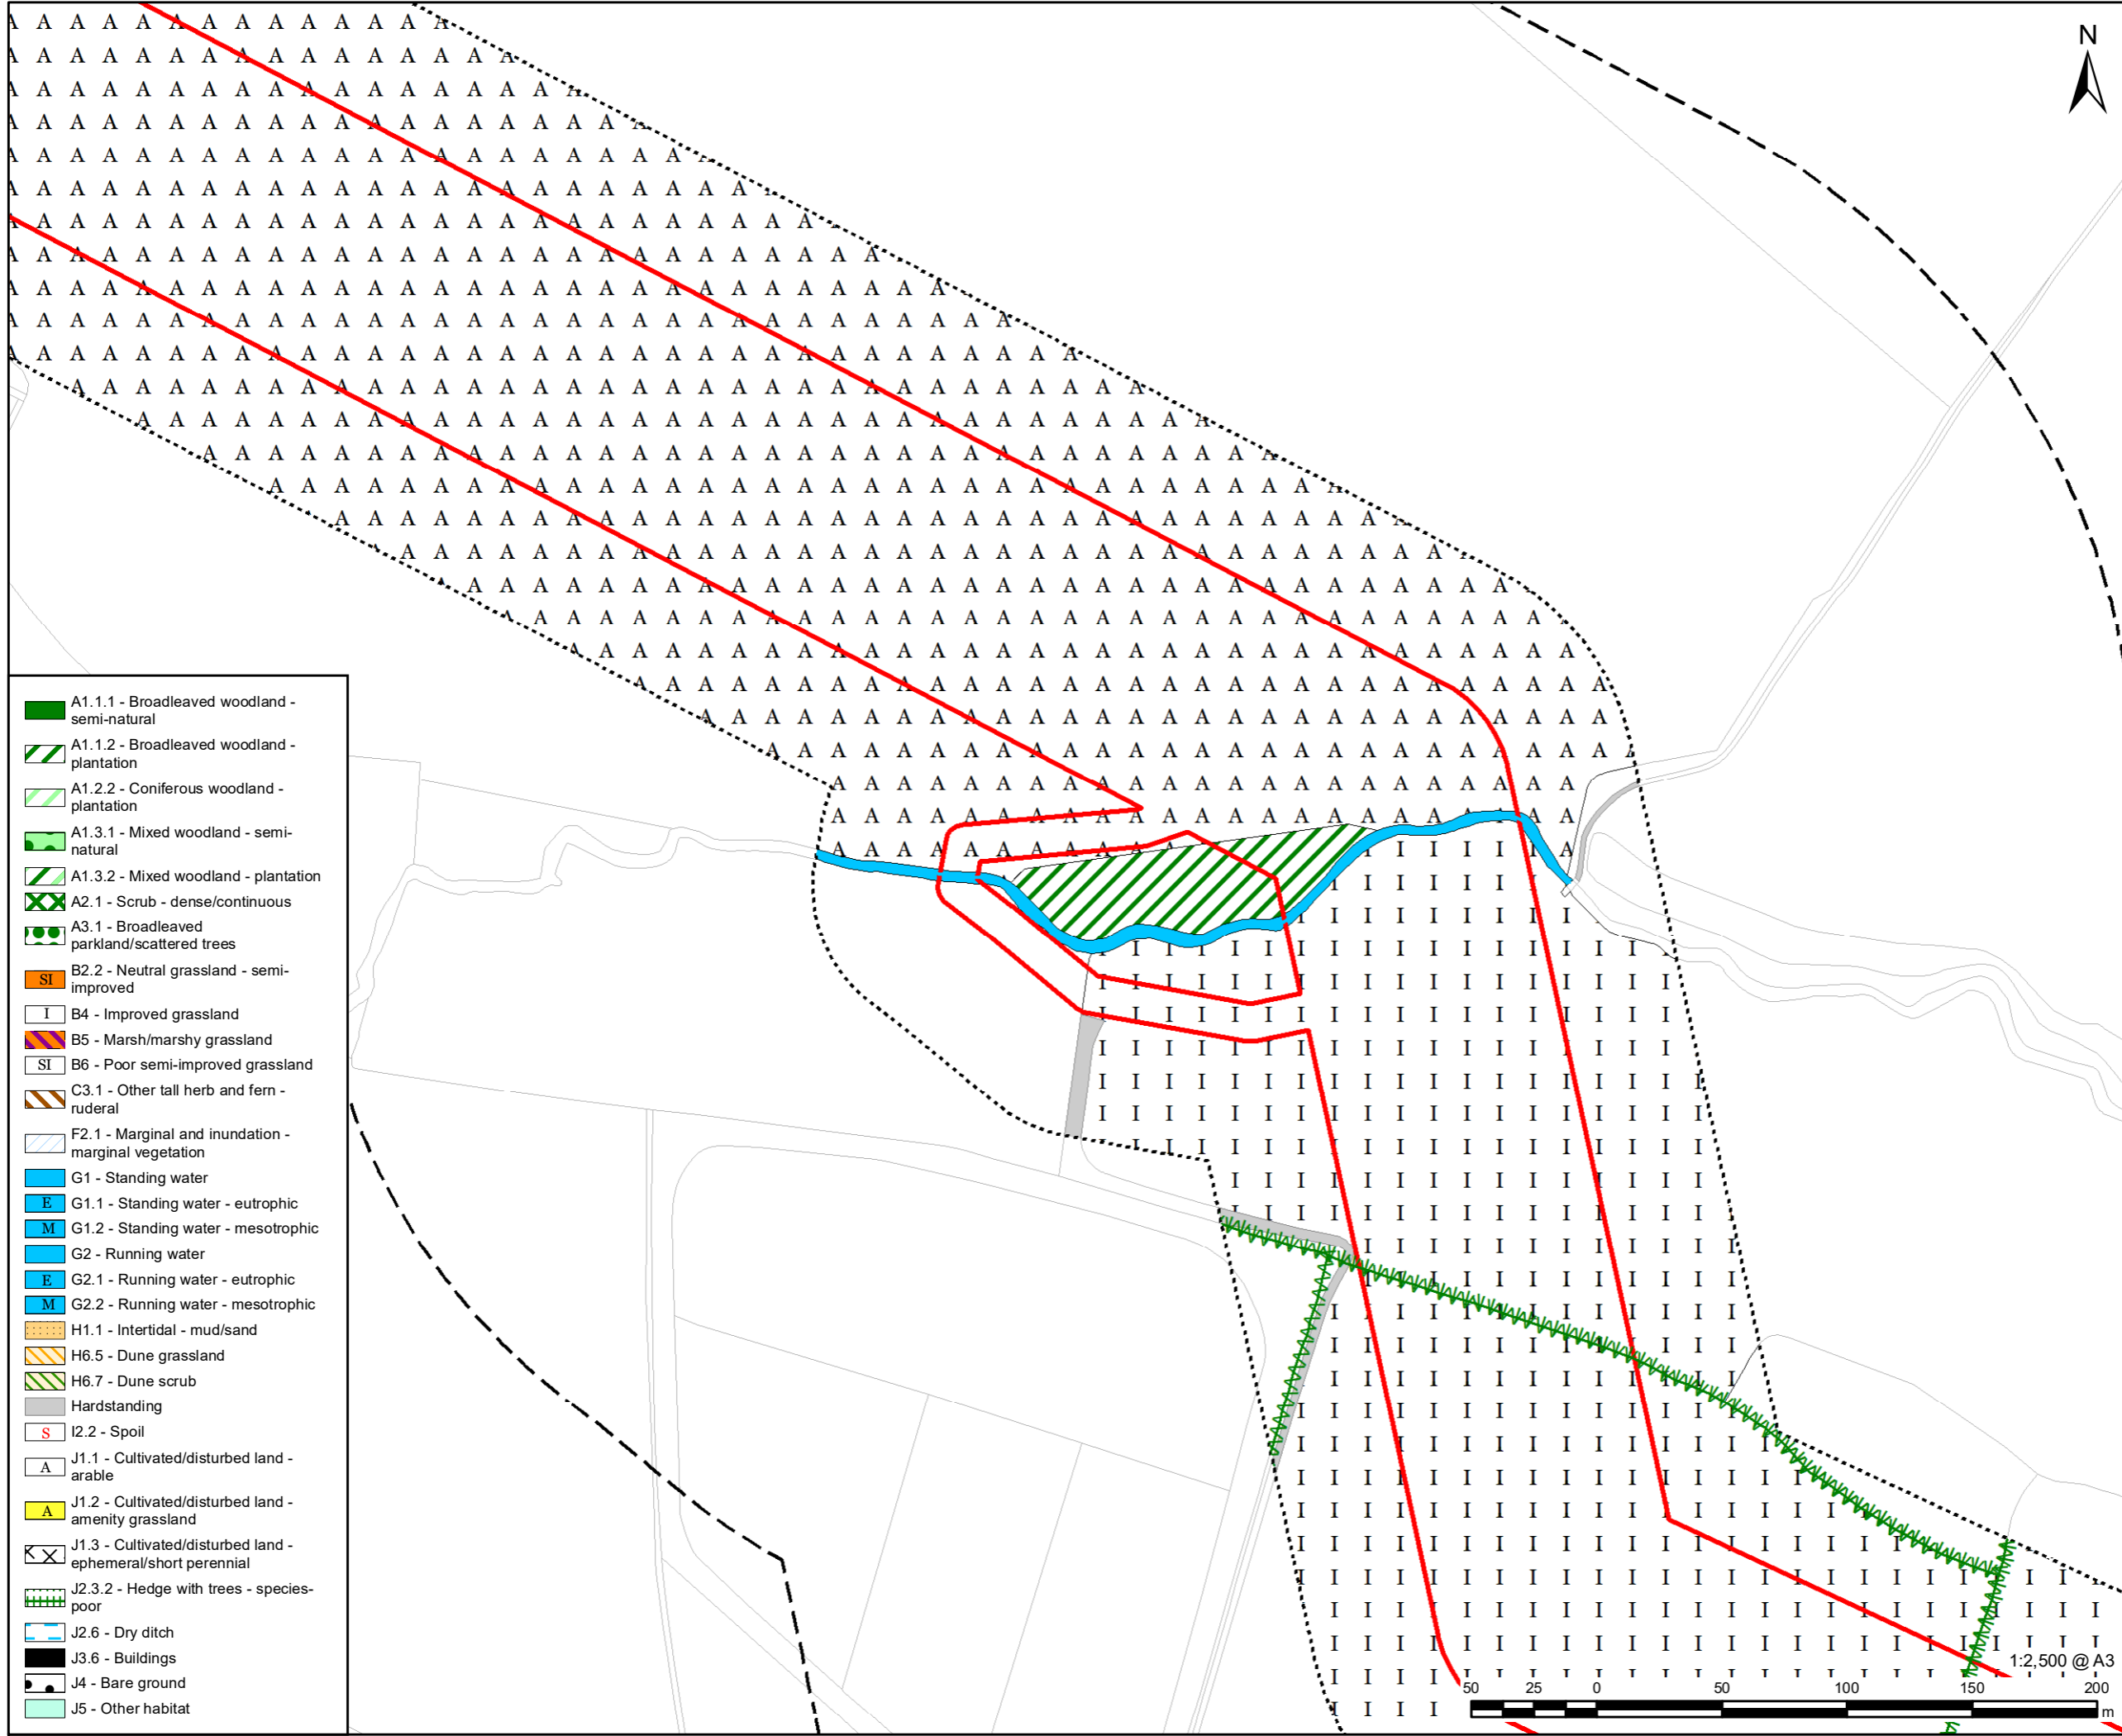 N
A1.1.1 - Broadleaved woodland -
semi-natural
A1.1.2 - Broadleaved woodland -
plantation
A1.2.2 - Coniferous woodland -
plantation
A1.3.1 - Mixed woodland - semi-
natural
A1.3.2 - Mixed woodland - plantation
A2.1 - Scrub - dense/continuous
A3.1 - Broadleaved
parkland/scattered trees
SI B2.2 - Neutral grassland - semi-
improved
I B4 - Improved grassland
B5 - Marsh/marshy grassland
SI B6 - Poor semi-improved grassland
C3.1 - Other tall herb and fern -
ruderal
F2.1 - Marginal and inundation -
marginal vegetation
G1 - Standing water
E G1.1 - Standing water - eutrophic
M G1.2 - Standing water - mesotrophic
G2 - Running water
E G2.1 - Running water - eutrophic
M G2.2 - Running water - mesotrophic
H1.1 - Intertidal - mud/sand
H6.5 - Dune grassland
H6.7 - Dune scrub
Hardstanding
S I2.2 - Spoil
A J1.1 - Cultivated/disturbed land -
arable
A J1.2 - Cultivated/disturbed land -
amenity grassland
J1.3 - Cultivated/disturbed land -
ephemeral/short perennial
J2.3.2 - Hedge with trees - species-
poor
J2.6 - Dry ditch
J3.6 - Buildings
J4 - Bare ground
J5 - Other habitat
1:2,500 @ A3
50 25 0 50 100 150 200
m